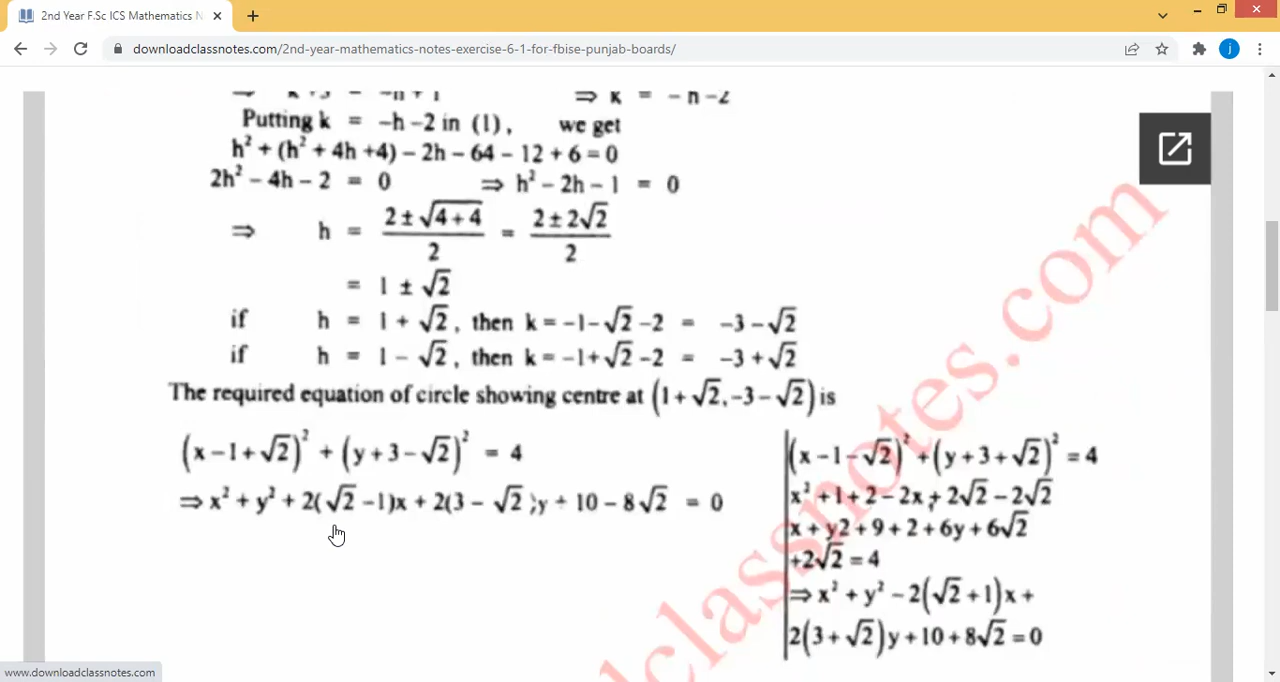 2nd Year F.Sc ICS Mathematics N
downloadclassnotes.com/2nd-year-mathematics-notes-exercise-6-1-for-fbise-punjab-boards/
j
⇒ k = - h - 2
Putting k = -h -2 in (1), we get
h² + (h² + 4h +4) - 2h - 64 - 12 + 6 = 0
2h² - 4h - 2 = 0 ⇒ h² - 2h - 1 = 0
⇒ h = (2 ± √(4 + 4))/2 = (2 ± 2√2)/2
= 1 ± √2
if h = 1 + √2, then k = -1-√2 -2 = -3 -√2
if h = 1 - √2, then k = -1+√2 -2 = -3 +√2
The required equation of circle showing centre at (1 + √2, -3 - √2) is
(x -1 + √2)² + (y + 3 - √2)² = 4
⇒ x² + y² + 2(√2 -1)x + 2(3 - √2)y + 10 - 8√2 = 0
(x -1 -√2)² + (y + 3 + √2)² = 4
x² + 1 + 2 - 2x + 2√2 - 2√2
x + y2 + 9 + 2 + 6y + 6√2
+2√2 = 4
⇒ x² + y² - 2(√2 + 1)x +
2(3 + √2)y + 10 + 8√2 = 0
classnotes.com
www.downloadclassnotes.com